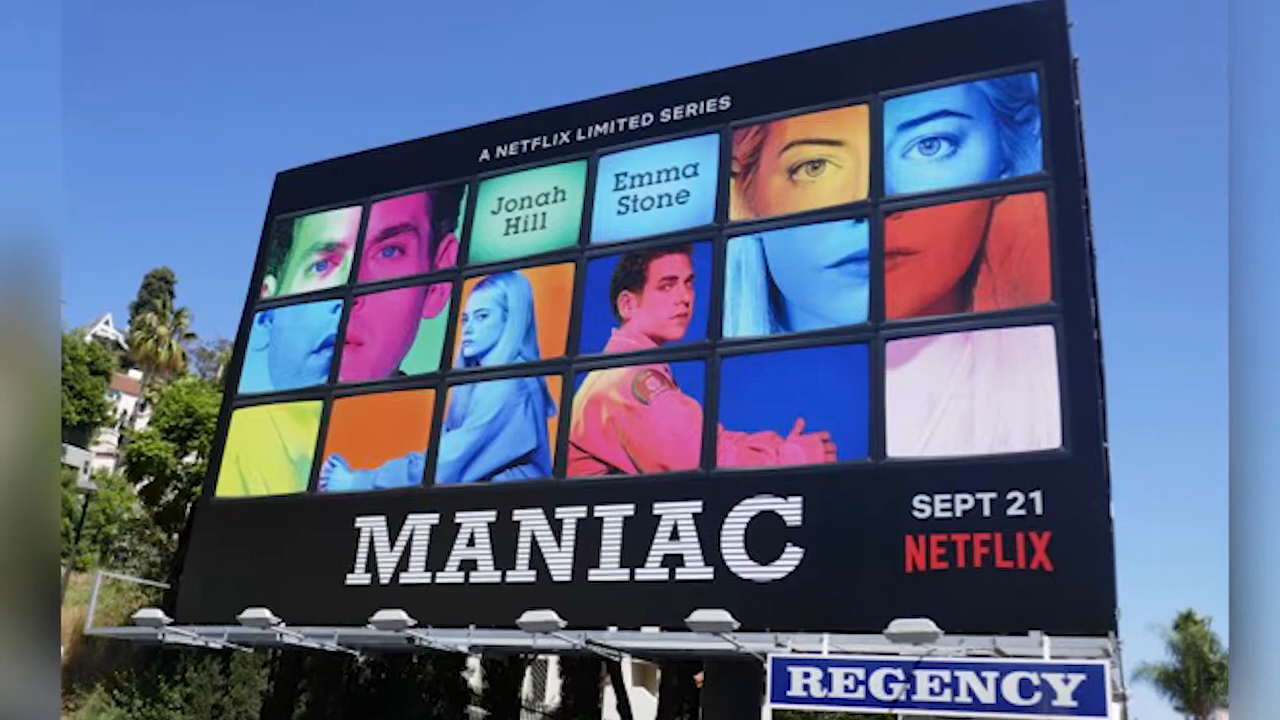 A NETFLIX LIMITED SERIES
Jonah
Hill
Emma
Stone
MANIAC
SEPT 21
NETFLIX
REGENCY